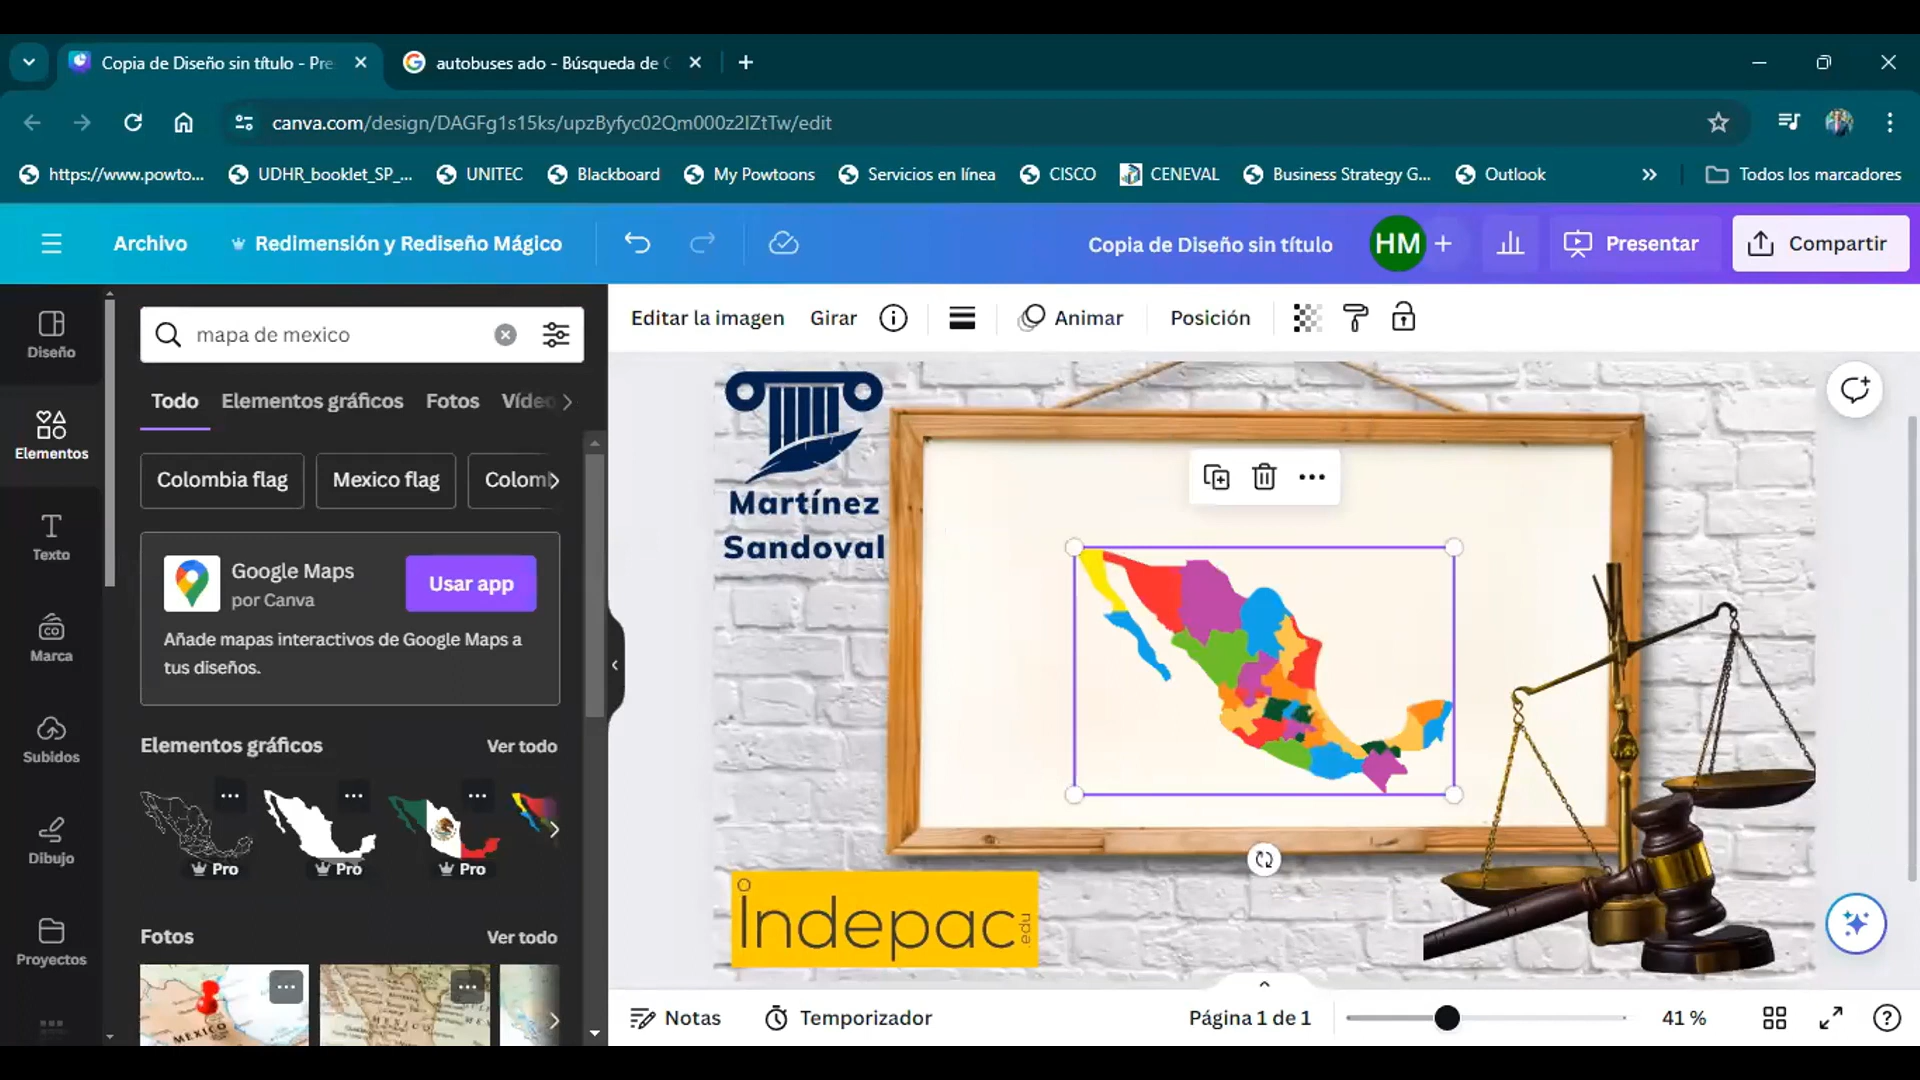 Copia de Diseño sin título - Pre
autobuses ado - Búsqueda de
canva.com/design/DAGFg1s15ks/upzByfyc02Qm000z2lZtTw/edit
https://www.powto...
UDHR_booklet_SP_...
UNITEC
Blackboard
My Powtoons
Servicios en línea
CISCO
CENEVAL
Business Strategy G...
Outlook
Todos los marcadores
Archivo
Redimensión y Rediseño Mágico
Copia de Diseño sin título
HM
Presentar
Compartir
Diseño
Elementos
Texto
Marca
Subidos
Dibujo
Proyectos
mapa de mexico
Todo
Elementos gráficos
Fotos
Vídeo
Colombia flag
Mexico flag
Colom
Google Maps
por Canva
Usar app
Añade mapas interactivos de Google Maps a
tus diseños.
Elementos gráficos
Ver todo
Pro
Pro
Pro
Fotos
Ver todo
MEXICO
MEXICO
Editar la imagen
Girar
Animar
Posición
Martínez
Sandoval
indepac
.edu
Notas
Temporizador
Página 1 de 1
41 %